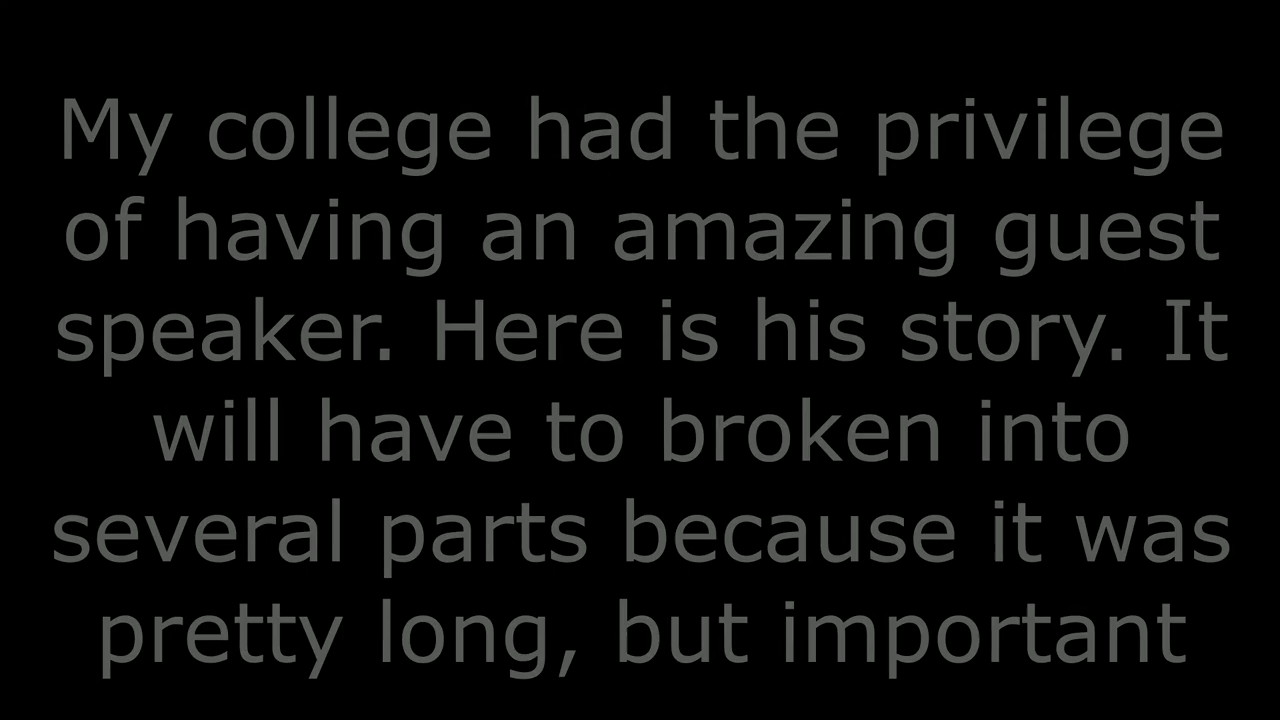 My college had the privilege
of having an amazing guest
speaker. Here is his story. It
will have to broken into
several parts because it was
pretty long, but important